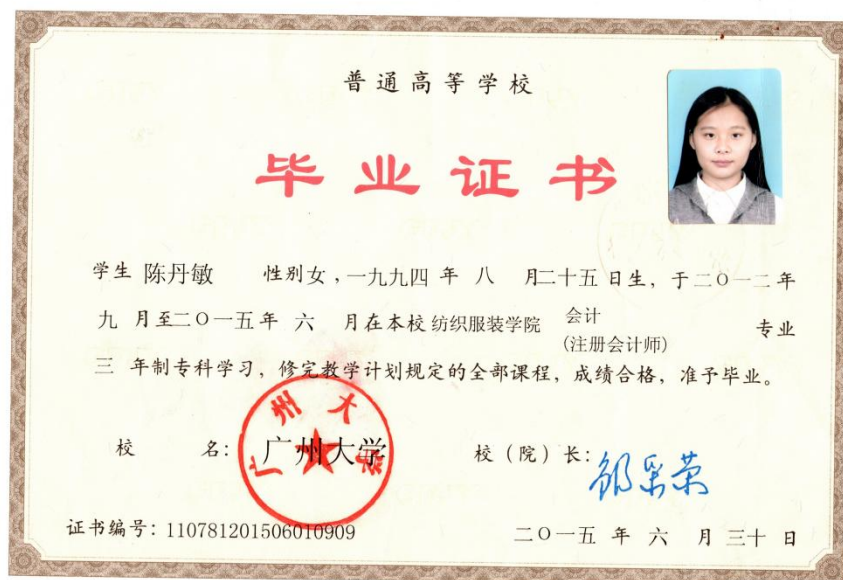 普通高等学校
毕业证书
学生 陈丹敏 性别女,一九九四 年 八 月二十五日生,于二〇一二年
九 月至二〇一五年 六 月在本校 纺织服装学院 会计(注册会计师) 专业
三 年制专科学习,修完教学计划规定的全部课程,成绩合格,准予毕业。
校 名:广州大学 校(院)长:
广州大学
证书编号:110781201506010909 二〇一五 年 六 月 三十 日